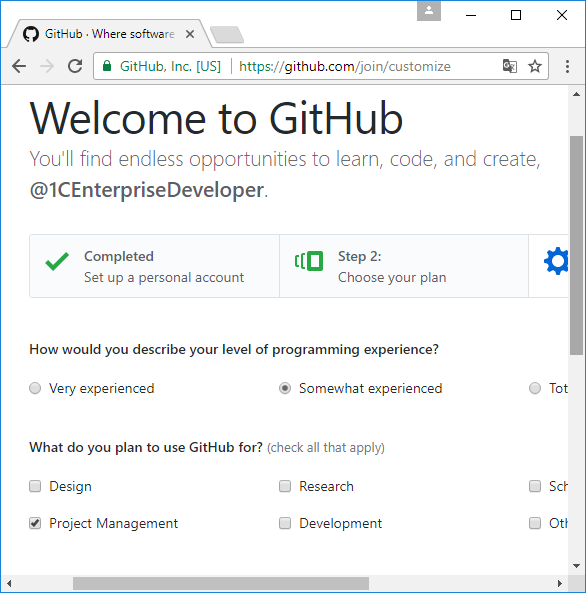 GitHub · Where software
GitHub, Inc. [US] https://github.com/join/customize
Welcome to GitHub
You'll find endless opportunities to learn, code, and create,
@1CEnterpriseDeveloper.
Completed
Set up a personal account
Step 2:
Choose your plan
How would you describe your level of programming experience?
Very experienced Somewhat experienced Tot
What do you plan to use GitHub for? (check all that apply)
Design Research Sch
Project Management Development Oth